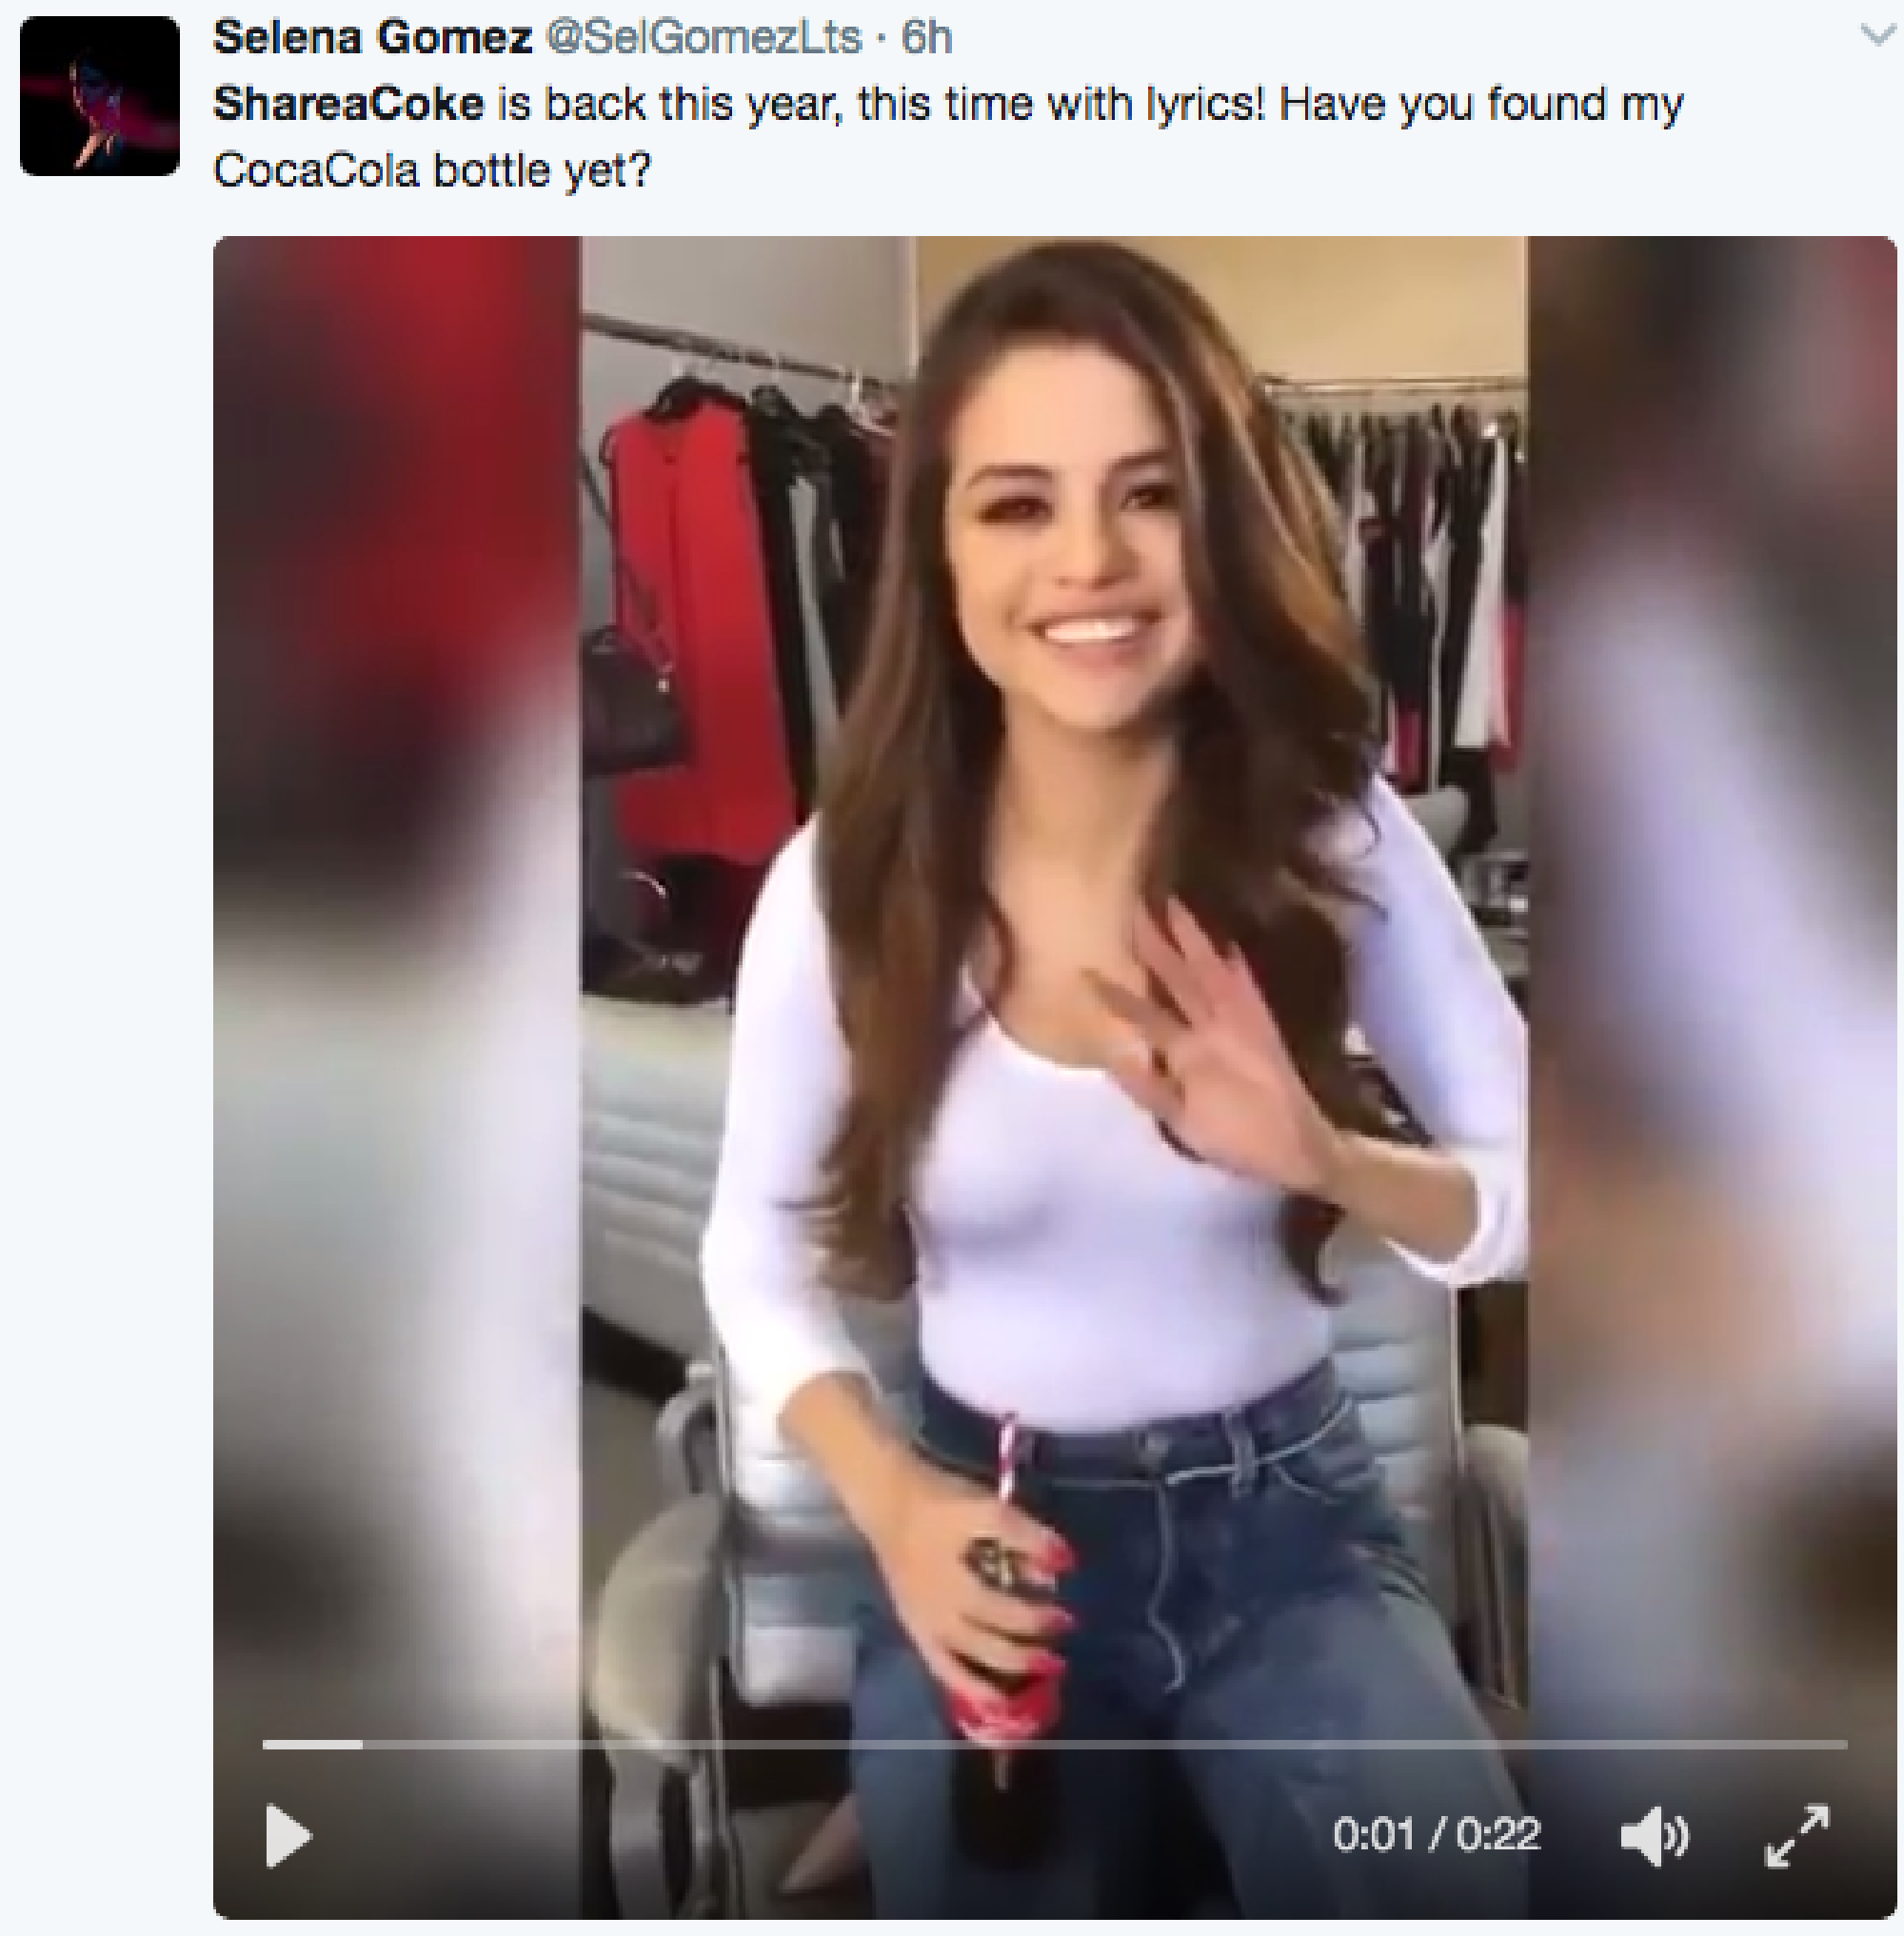 Selena Gomez @SelGomezLts · 6h
ShareaCoke is back this year, this time with lyrics! Have you found my
CocaCola bottle yet?
0:01 / 0:22